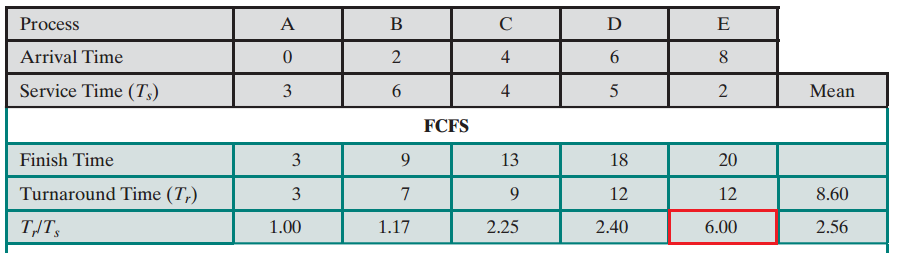 Process A B C D E
Arrival Time 0 2 4 6 8
Service Time (Ts) 3 6 4 5 2 Mean
FCFS
Finish Time 3 9 13 18 20
Turnaround Time (Tr) 3 7 9 12 12 8.60
Tr/Ts 1.00 1.17 2.25 2.40 6.00 2.56